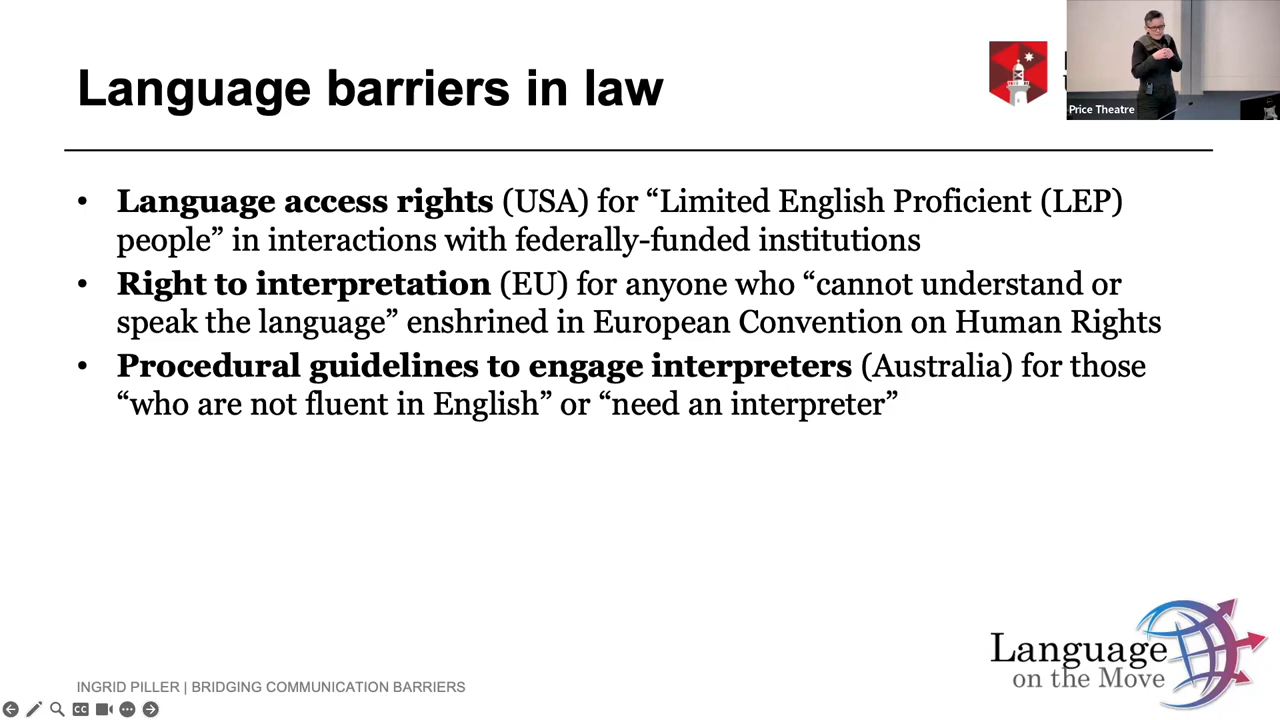 Language barriers in law
Price Theatre
• Language access rights (USA) for “Limited English Proficient (LEP)
people” in interactions with federally-funded institutions
• Right to interpretation (EU) for anyone who “cannot understand or
speak the language” enshrined in European Convention on Human Rights
• Procedural guidelines to engage interpreters (Australia) for those
“who are not fluent in English” or “need an interpreter”
Language
on the Move
INGRID PILLER | BRIDGING COMMUNICATION BARRIERS
CC